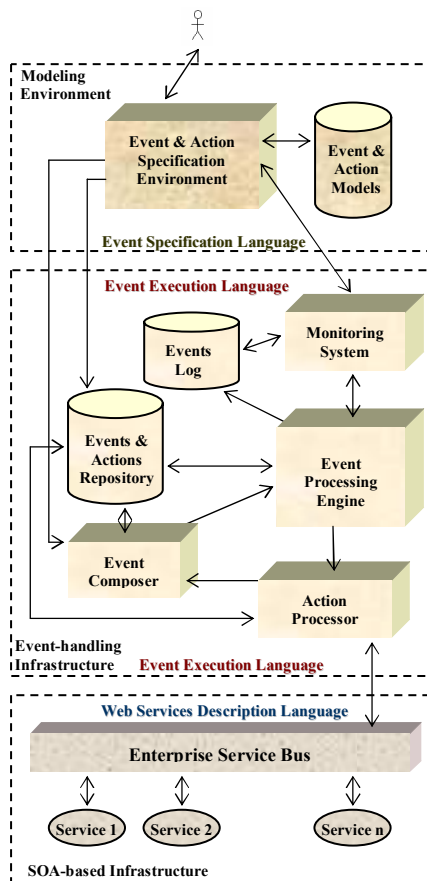 Modeling
Environment
Event & Action
Specification
Environment
Event &
Action
Models
Event Specification Language
Event Execution Language
Monitoring
System
Events
Log
Events &
Actions
Repository
Event
Processing
Engine
Event
Composer
Action
Processor
Event-handling
Infrastructure
Event Execution Language
Web Services Description Language
Enterprise Service Bus
Service 1
Service 2
Service n
SOA-based Infrastructure